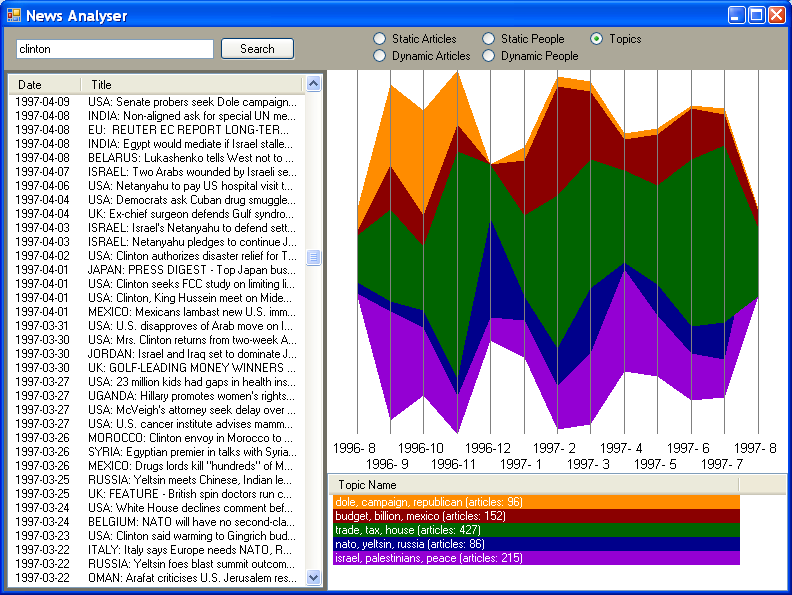 News Analyser
clinton
Search
Static Articles
Static People
Topics
Dynamic Articles
Dynamic People
Date Title
1997-04-09 USA: Senate probers seek Dole campaign...
1997-04-08 INDIA: Non-aligned ask for special UN me...
1997-04-08 EU: REUTER EC REPORT LONG-TER...
1997-04-08 INDIA: Egypt would mediate if Israel stalle...
1997-04-08 BELARUS: Lukashenko tells West not to ...
1997-04-07 ISRAEL: Two Arabs wounded by Israeli se...
1997-04-06 USA: Netanyahu to pay US hospital visit t...
1997-04-04 USA: Democrats ask Cuban drug smuggle...
1997-04-04 UK: Ex-chief surgeon defends Gulf syndro...
1997-04-03 ISRAEL: Israel's Netanyahu to defend sett...
1997-04-03 ISRAEL: Netanyahu pledges to continue J...
1997-04-02 USA: Clinton authorizes disaster relief for T...
1997-04-01 JAPAN: PRESS DIGEST - Top Japan bus...
1997-04-01 USA: Clinton seeks FCC study on limiting li...
1997-04-01 USA: Clinton, King Hussein meet on Mide...
1997-04-01 MEXICO: Mexicans lambast new U.S. imm...
1997-03-31 USA: U.S. disapproves of Arab move on I...
1997-03-30 USA: Mrs. Clinton returns from two-week A...
1997-03-30 JORDAN: Israel and Iraq set to dominate J...
1997-03-30 UK: GOLF-LEADING MONEY WINNERS ...
1997-03-27 USA: 23 million kids had gaps in health ins...
1997-03-27 UGANDA: Hillary promotes women's rights...
1997-03-27 USA: McVeigh's attorney seek delay over ...
1997-03-27 USA: U.S. cancer institute advises mamm...
1997-03-26 MOROCCO: Clinton envoy in Morocco to ...
1997-03-26 SYRIA: Egyptian premier in talks with Syria...
1997-03-26 MEXICO: Drugs lords kill "hundreds" of M...
1997-03-25 RUSSIA: Yeltsin meets Chinese, Indian le...
1997-03-25 UK: FEATURE - British spin doctors run c...
1997-03-24 USA: White House declines comment bef...
1997-03-24 BELGIUM: NATO will have no second-cla...
1997-03-23 USA: Clinton said warming to Gingrich bud...
1997-03-22 ITALY: Italy says Europe needs NATO, R...
1997-03-22 RUSSIA: Yeltsin foes blast summit outcom...
1997-03-22 OMAN: Arafat criticises U.S. Jerusalem res...
1996- 8 1996-10 1996-12 1997- 2 1997- 4 1997- 6 1997- 8
1996- 9 1996-11 1997- 1 1997- 3 1997- 5 1997- 7
Topic Name
dole, campaign, republican (articles: 96)
budget, billion, mexico (articles: 152)
trade, tax, house (articles: 427)
nato, yeltsin, russia (articles: 86)
israel, palestinians, peace (articles: 215)